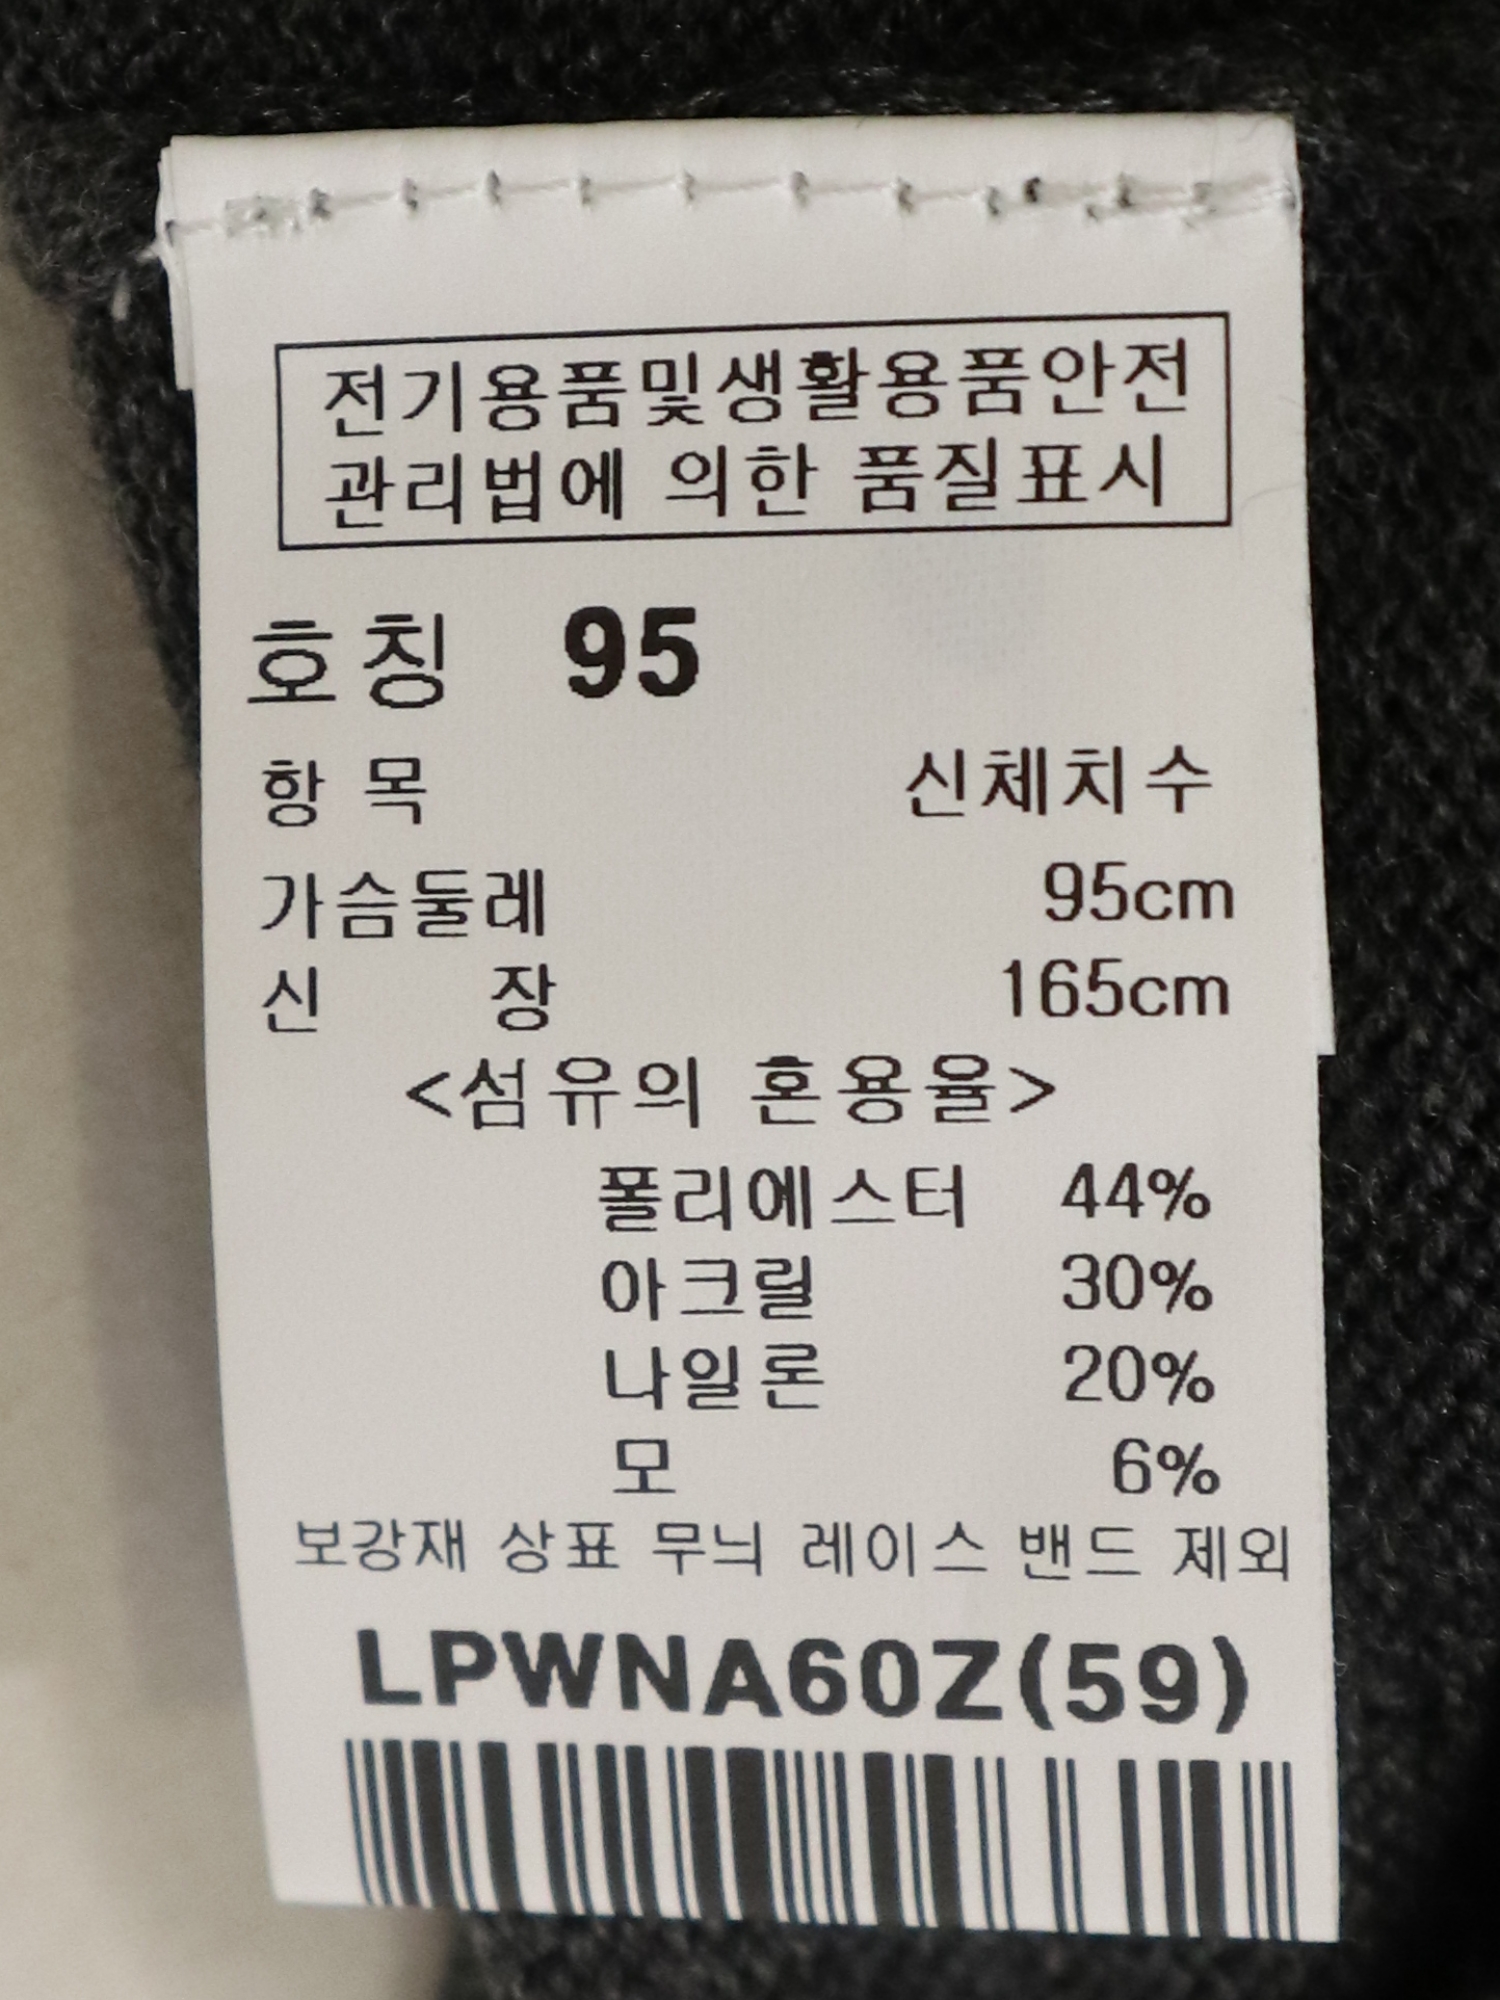 전기용품및생활용품안전
관리법에 의한 품질표시
호칭 95
항 목 신체치수
가슴둘레 95cm
신 장 165cm
<섬유의 혼용율>
폴리에스터 44%
아크릴 30%
나일론 20%
모 6%
보강재 상표 무늬 레이스 밴드 제외
LPWNA60Z(59)